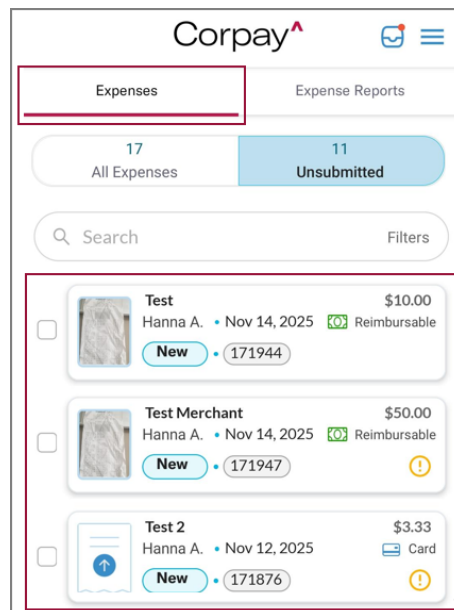 Corpay^
Expenses
Expense Reports
17
All Expenses
11
Unsubmitted
Search
Filters
Test
$10.00
Hanna A. • Nov 14, 2025
Reimbursable
New • 171944
Test Merchant
$50.00
Hanna A. • Nov 14, 2025
Reimbursable
New • 171947
Test 2
$3.33
Hanna A. • Nov 12, 2025
Card
New • 171876